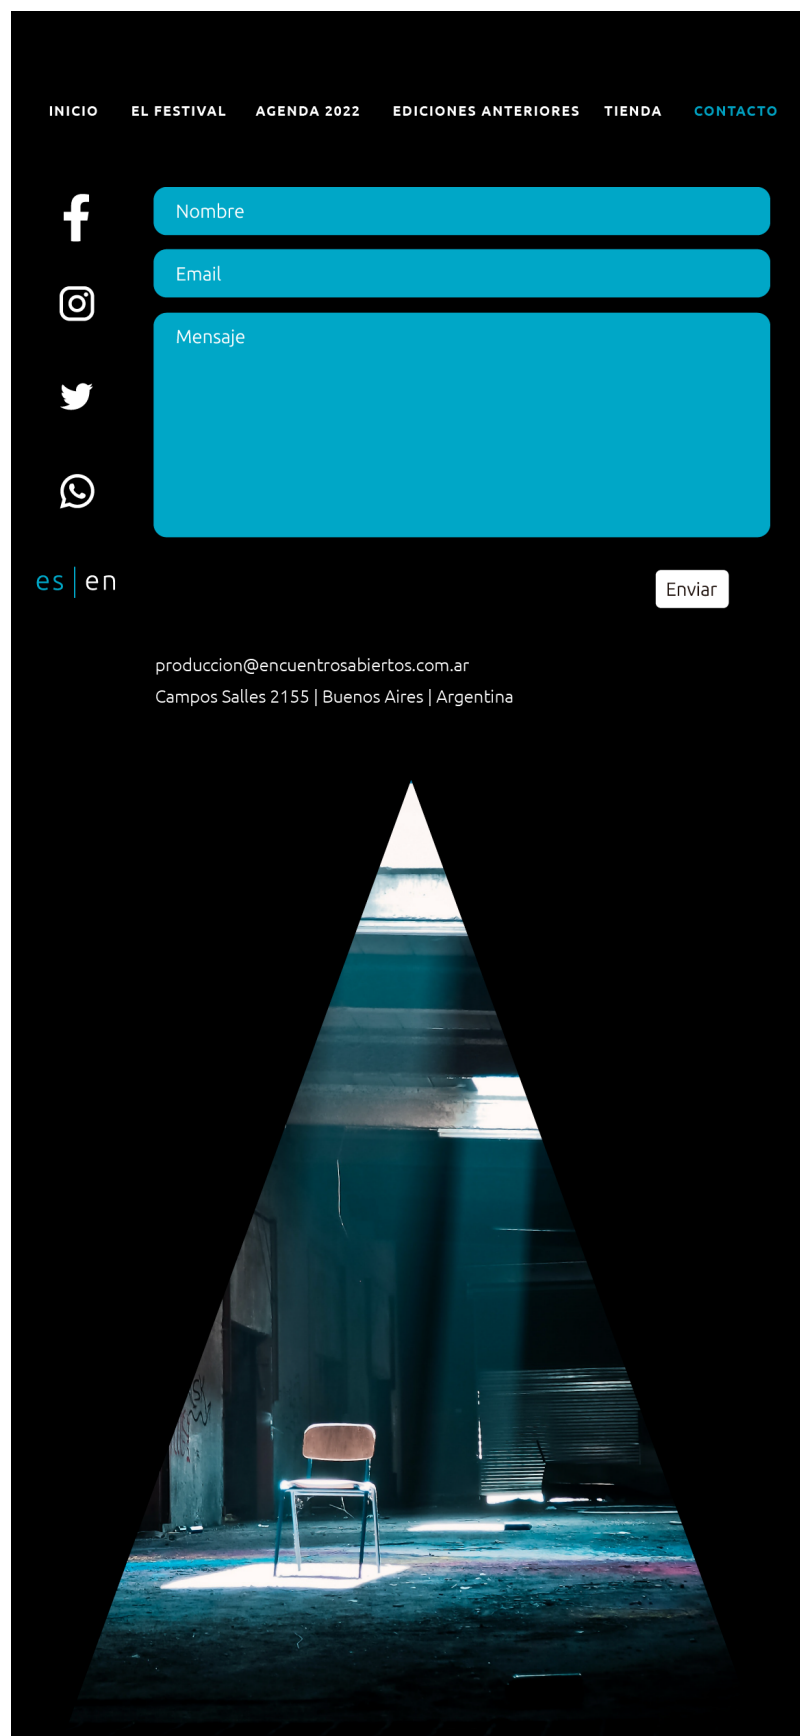 INICIO EL FESTIVAL AGENDA 2022 EDICIONES ANTERIORES TIENDA CONTACTO
Nombre
Email
Mensaje
es | en
Enviar
produccion@encuentrosabiertos.com.ar
Campos Salles 2155 | Buenos Aires | Argentina